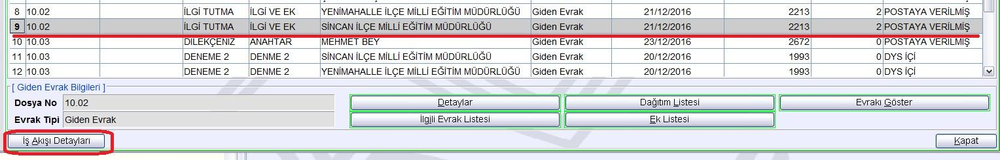 8 10.02 İLGİ TUTMA İLGİ VE EK YENİMAHALLE İLÇE MİLLİ EĞİTİM MÜDÜRLÜĞÜ Giden Evrak 21/12/2016 2213 2 POSTAYA VERİLMİŞ
9 10.02 İLGİ TUTMA İLGİ VE EK SİNCAN İLÇE MİLLİ EĞİTİM MÜDÜRLÜĞÜ Giden Evrak 21/12/2016 2213 2 POSTAYA VERİLMİŞ
10 10.03 DİLEKÇENİZ ANAHTAR MEHMET BEY Giden Evrak 23/12/2016 2672 0 POSTAYA VERİLMİŞ
11 10.03 DENEME 2 DENME 2 SİNCAN İLÇE MİLLİ EĞİTİM MÜDÜRLÜĞÜ Giden Evrak 20/12/2016 1993 0 DYS İÇİ
12 10.03 DENEME 2 DENME 2 YENİMAHALLE İLÇE MİLLİ EĞİTİM MÜDÜRLÜĞÜ Giden Evrak 20/12/2016 1993 0 DYS İÇİ
[ Giden Evrak Bilgileri ]
Dosya No 10.02 Detaylar Dağıtım Listesi Evrakı Göster
Evrak Tipi Giden Evrak İlgili Evrak Listesi Ek Listesi
İş Akışı Detayları Kapat